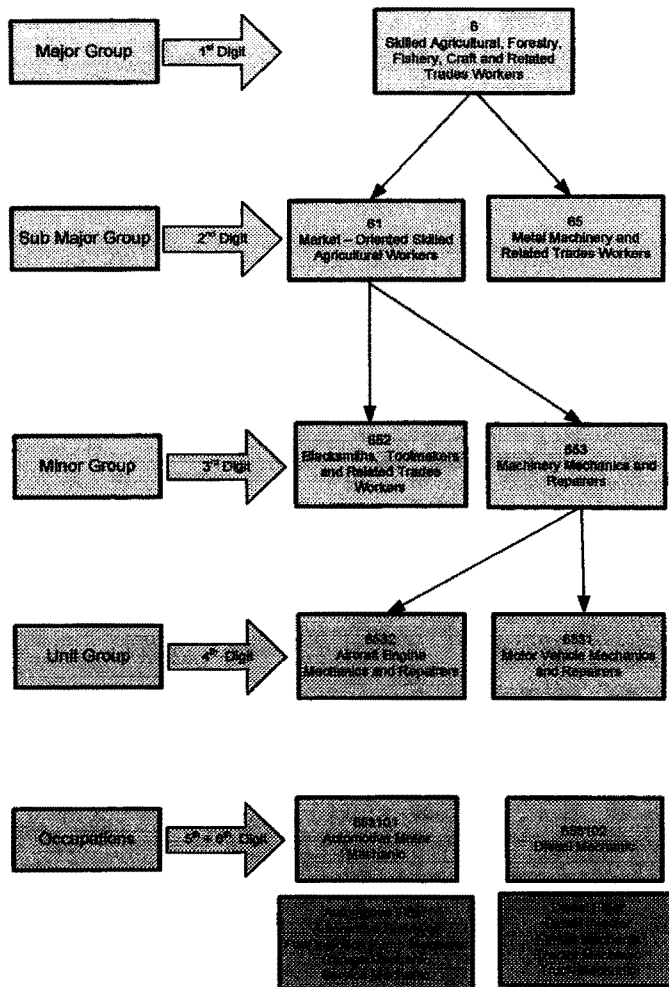 Major Group
1st Digit
6
Skilled Agricultural, Forestry,
Fishery, Craft and Related
Trades Workers
Sub Major Group
2nd Digit
61
Market – Oriented Skilled
Agricultural Workers
65
Metal Machinery and
Related Trades Workers
Minor Group
3rd Digit
652
Blacksmiths, Toolmakers
and Related Trades
Workers
653
Machinery Mechanics and
Repairers
Unit Group
4th Digit
6532
Aircraft Engine
Mechanics and Repairers
6531
Motor Vehicle Mechanics
and Repairers
Occupations
5th + 6th Digit
653101
Automotive Motor
Mechanic
653102
Diesel Mechanic